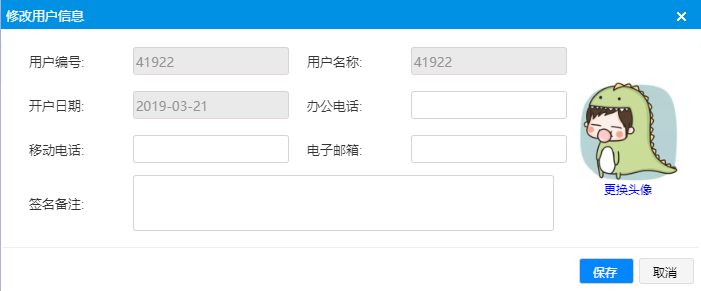 修改用户信息
用户编号: 41922 用户名称: 41922
开户日期: 2019-03-21 办公电话:
移动电话: 电子邮箱:
更换头像
签名备注:
保存 取消